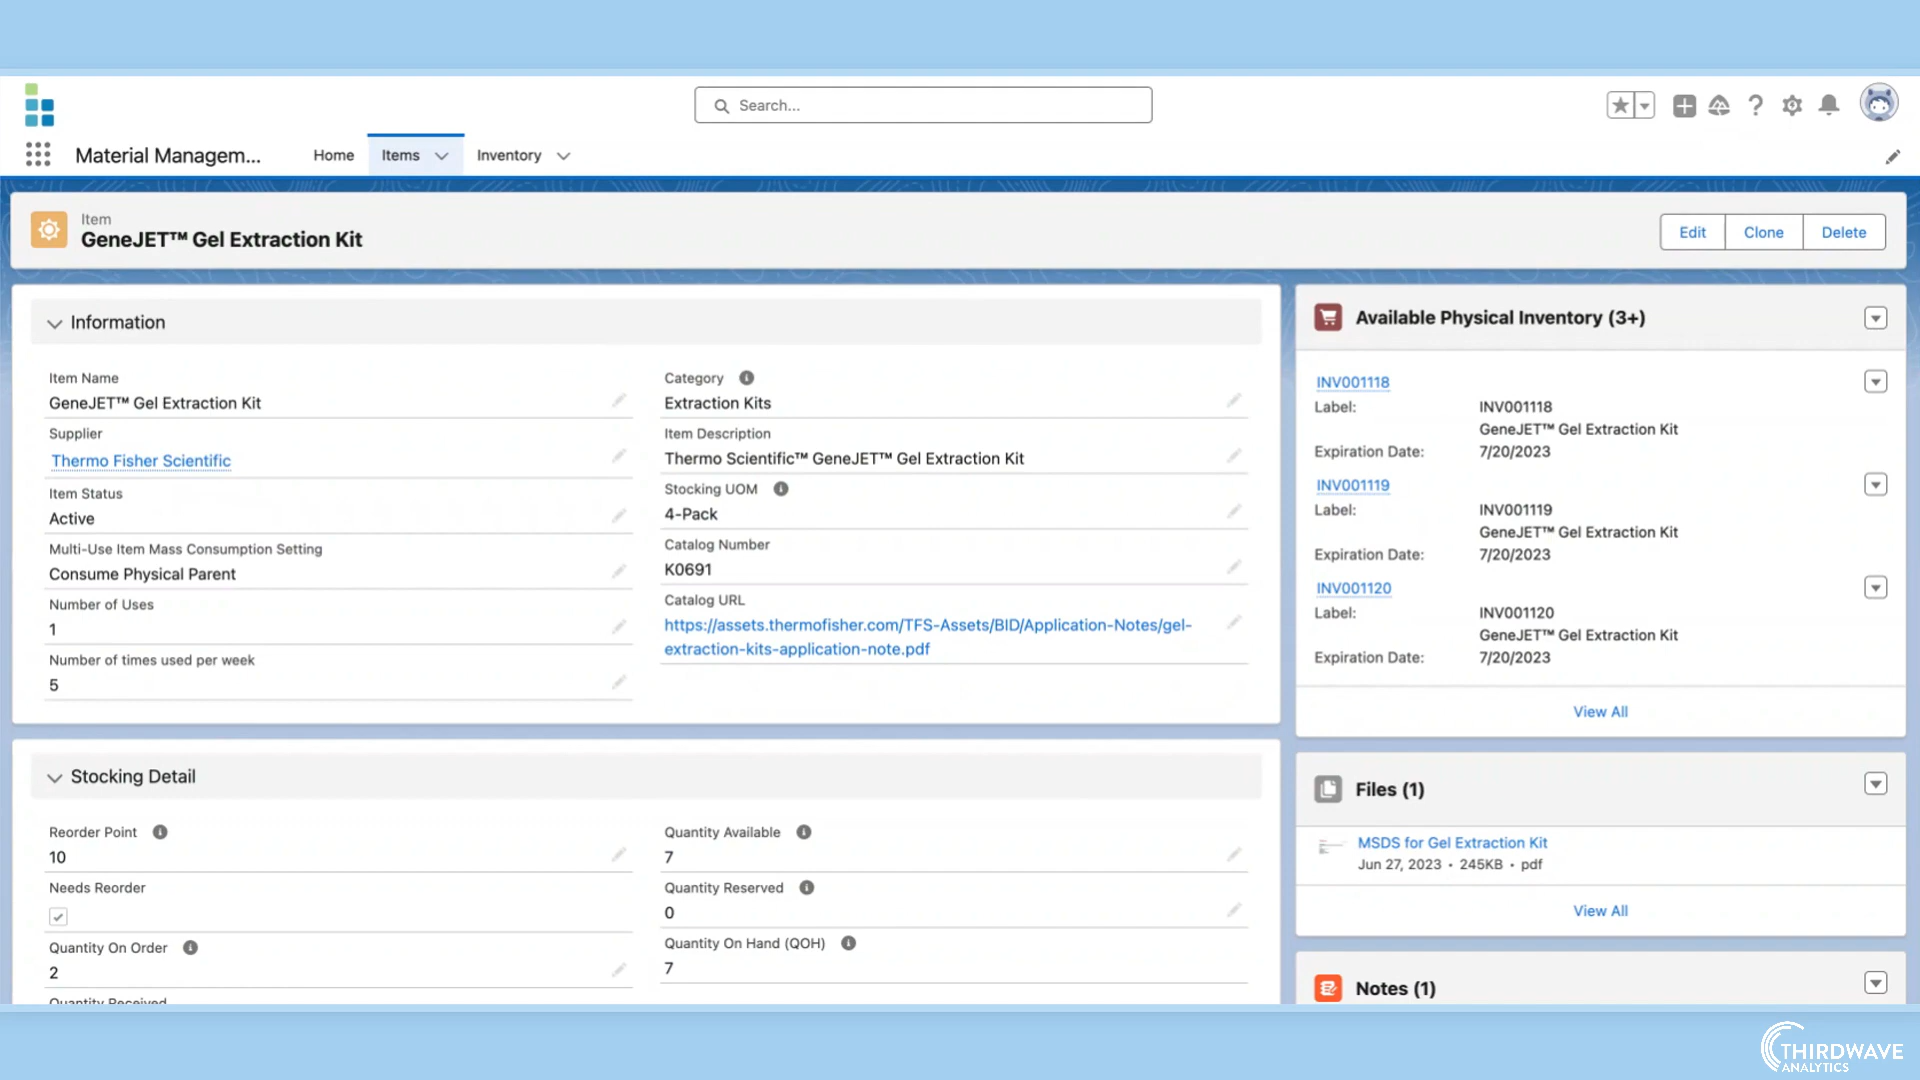 Search...
Material Managem...
Home
Items
Inventory
Item
GeneJET™ Gel Extraction Kit
Edit
Clone
Delete
Information
Item Name
GeneJET™ Gel Extraction Kit
Supplier
Thermo Fisher Scientific
Item Status
Active
Multi-Use Item Mass Consumption Setting
Consume Physical Parent
Number of Uses
1
Number of times used per week
5
Category
Extraction Kits
Item Description
Thermo Scientific™ GeneJET™ Gel Extraction Kit
Stocking UOM
4-Pack
Catalog Number
K0691
Catalog URL
https://assets.thermofisher.com/TFS-Assets/BID/Application-Notes/gel-
extraction-kits-application-note.pdf
Stocking Detail
Reorder Point
10
Needs Reorder
Quantity On Order
2
Quantity Received
Quantity Available
7
Quantity Reserved
0
Quantity On Hand (QOH)
7
Available Physical Inventory (3+)
INV001118
Label: INV001118
GeneJET™ Gel Extraction Kit
Expiration Date: 7/20/2023
INV001119
Label: INV001119
GeneJET™ Gel Extraction Kit
Expiration Date: 7/20/2023
INV001120
Label: INV001120
GeneJET™ Gel Extraction Kit
Expiration Date: 7/20/2023
View All
Files (1)
MSDS for Gel Extraction Kit
Jun 27, 2023 • 245KB • pdf
View All
Notes (1)
THIRDWAVE
ANALYTICS